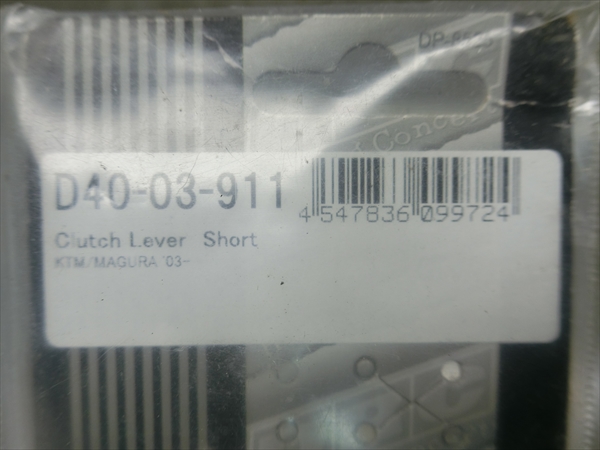 D40-03-911
4 547836 099724
Clutch Lever Short
KTM/MAGURA '03-